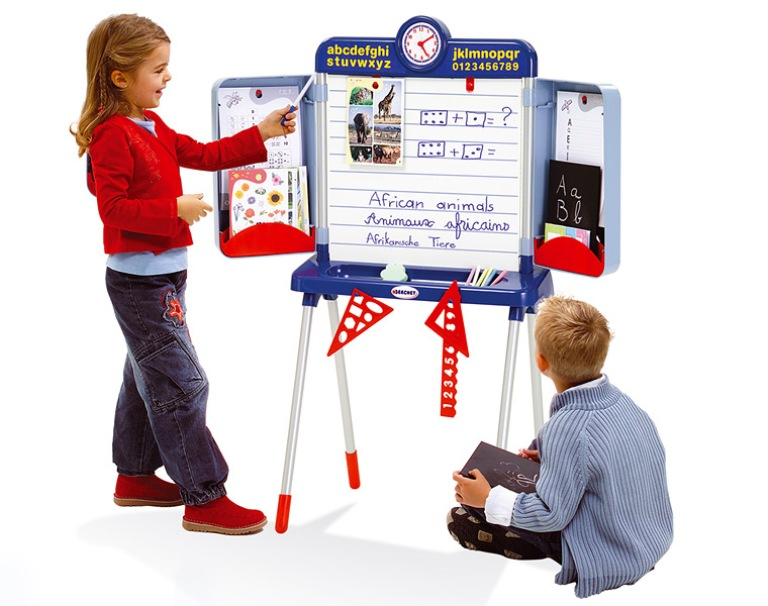 abcdefghi
stuvwxyz
jklmnopqr
0123456789
+ = ?
+ =
African animals
Animaux africains
Afrikanische Tiere
A a
B b
123456